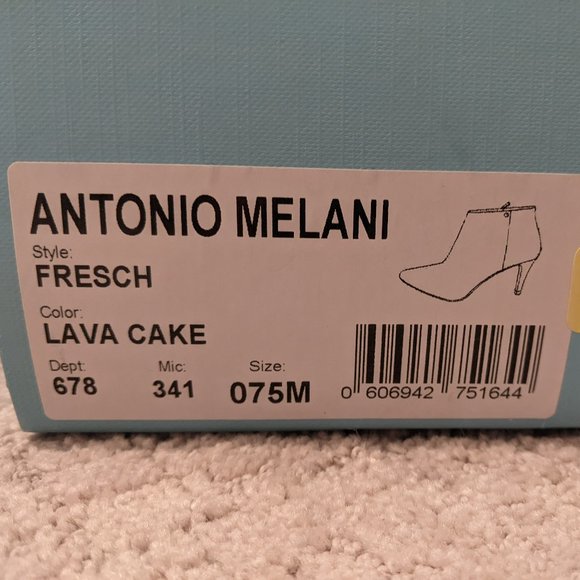 ANTONIO MELANI
Style:
FRESCH
Color:
LAVA CAKE
Dept: Mic: Size:
678 341 075M
0 606942 751644